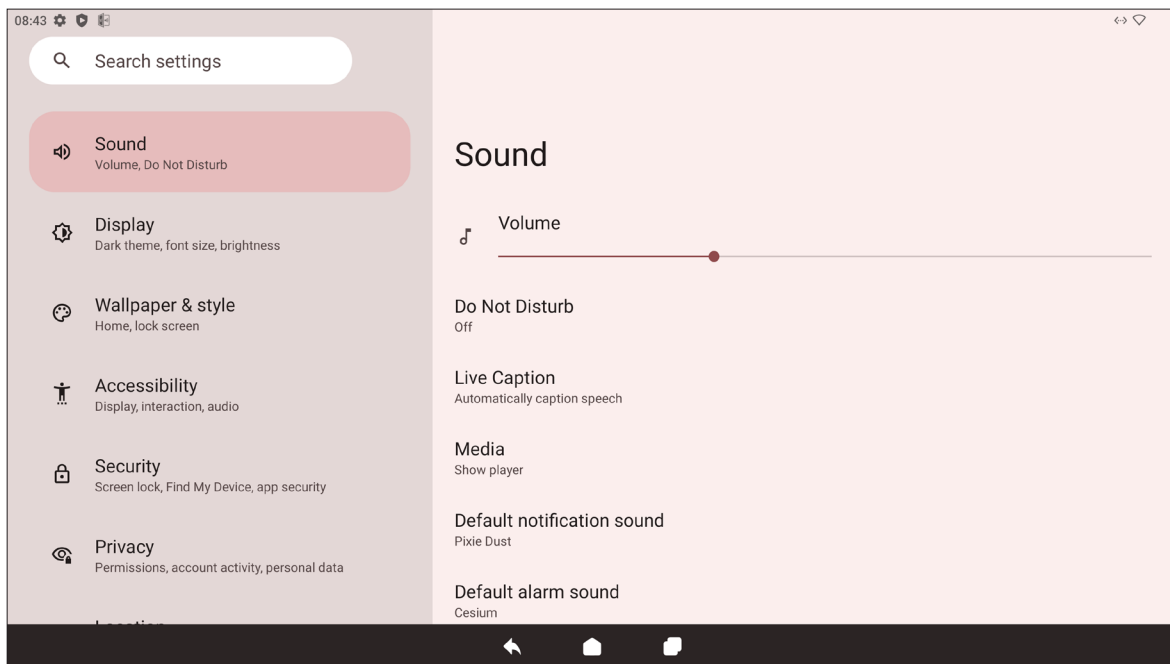 08:43
Search settings
Sound
Volume, Do Not Disturb
Display
Dark theme, font size, brightness
Wallpaper & style
Home, lock screen
Accessibility
Display, interaction, audio
Security
Screen lock, Find My Device, app security
Privacy
Permissions, account activity, personal data
Location
Sound
Volume
Do Not Disturb
Off
Live Caption
Automatically caption speech
Media
Show player
Default notification sound
Pixie Dust
Default alarm sound
Cesium